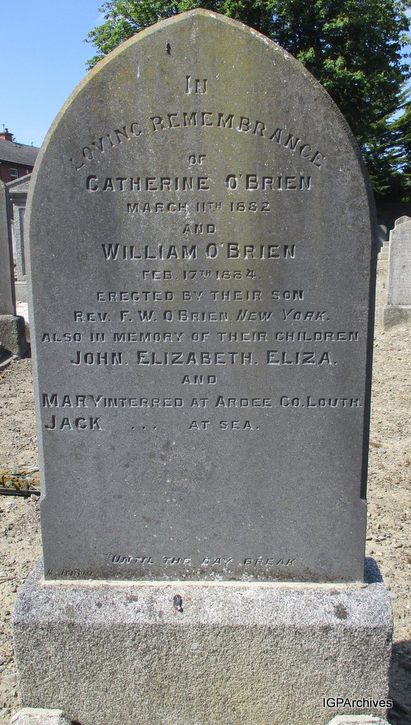 IN
LOVING REMEMBRANCE
OF
CATHERINE O'BRIEN
MARCH 11TH 1882
AND
WILLIAM O'BRIEN
FEB. 17TH 1884.
ERECTED BY THEIR SON
REV. F. W. O'BRIEN, NEW YORK.
ALSO IN MEMORY OF THEIR CHILDREN
JOHN. ELIZABETH. ELIZA.
AND
MARY INTERRED AT ARDEE CO. LOUTH.
JACK ... AT SEA.
"UNTIL THE DAY BREAK"
IGPArchives